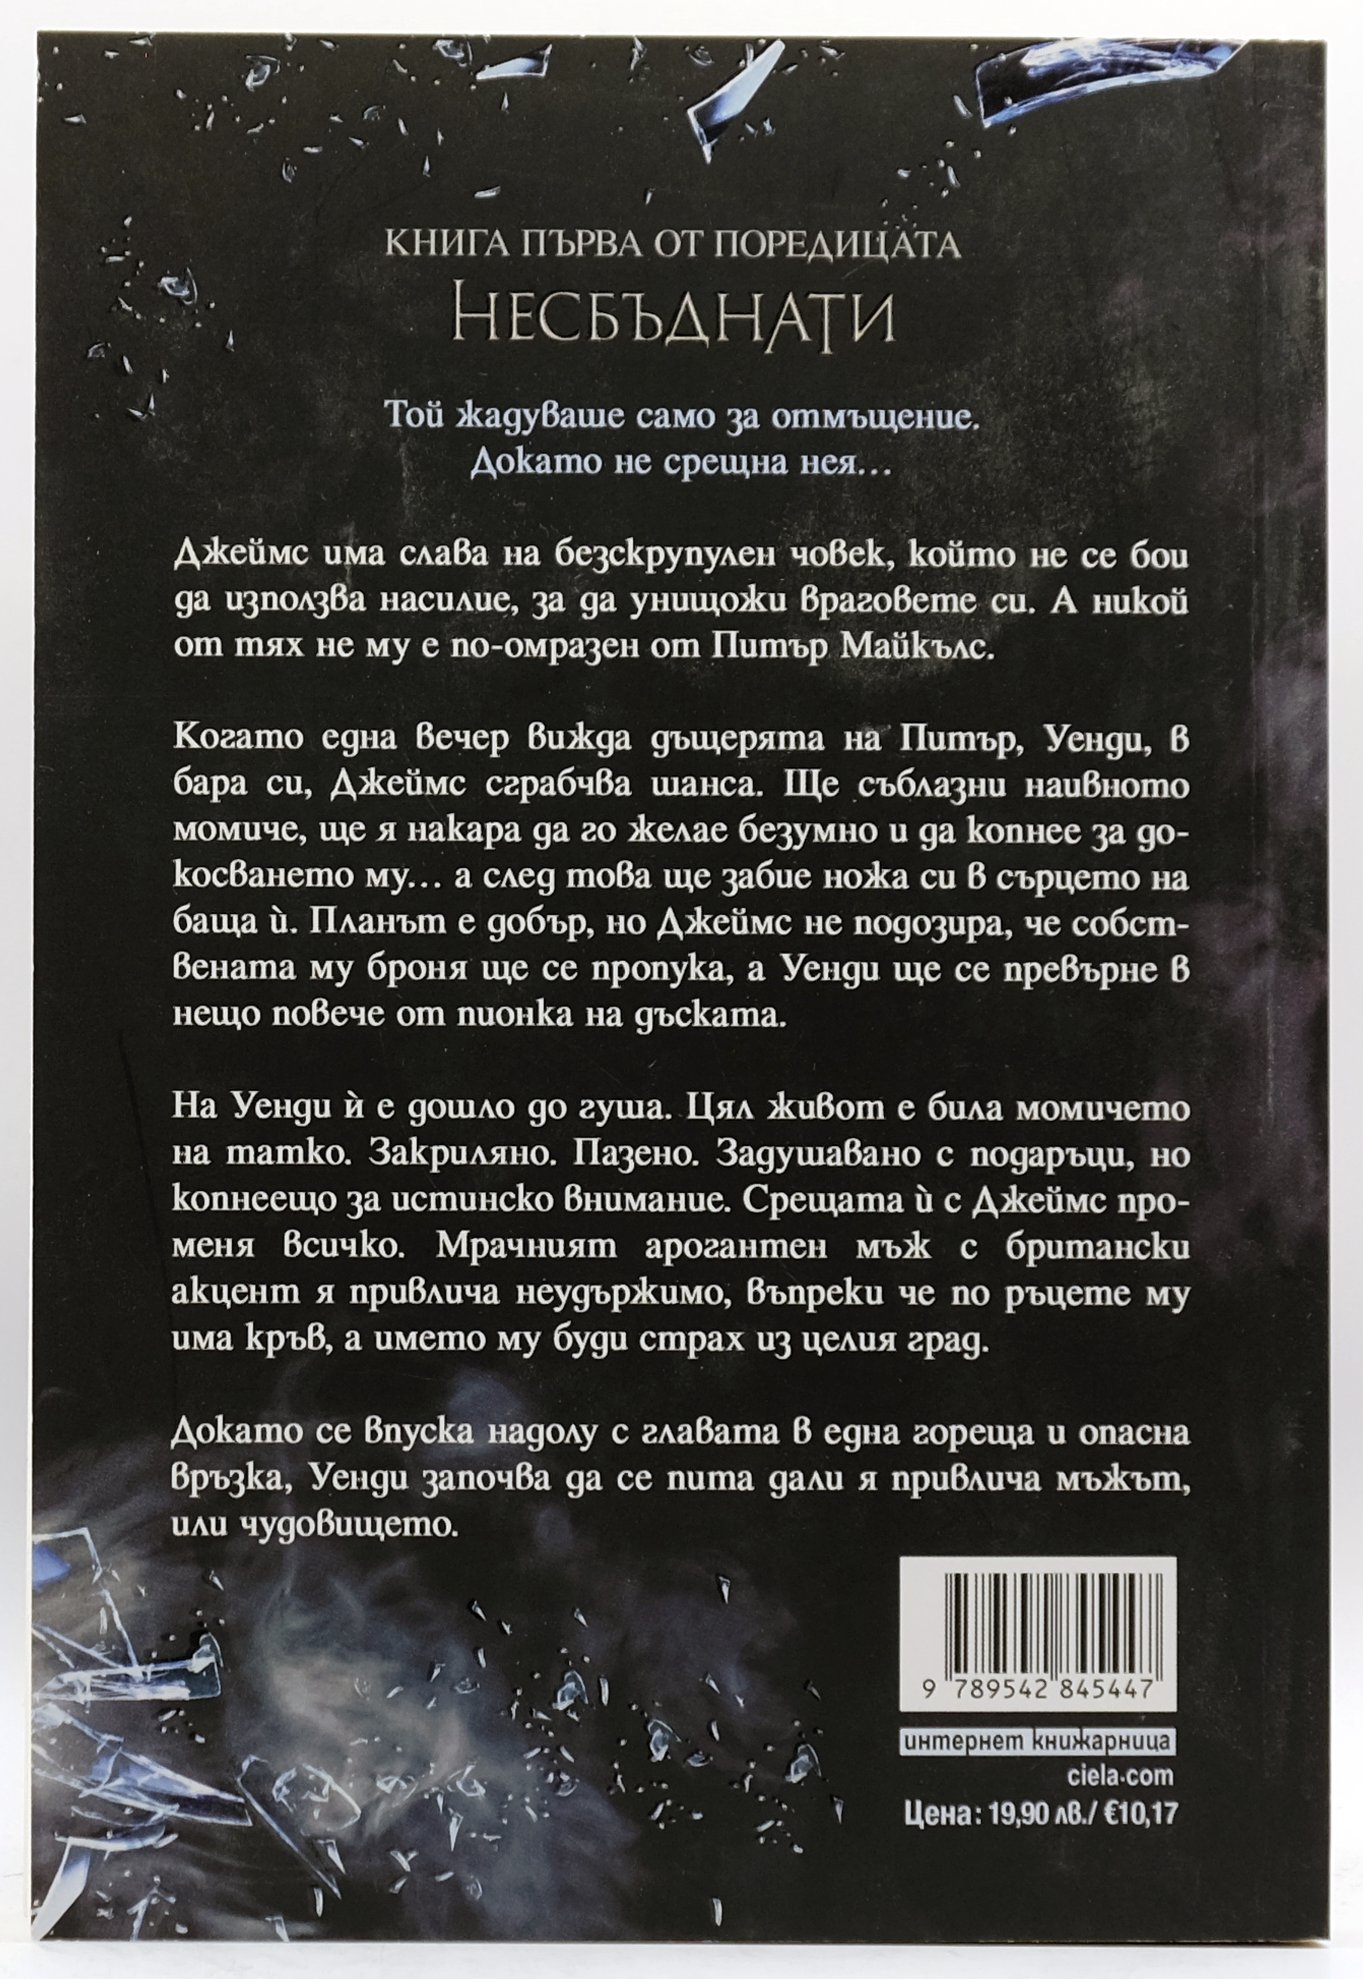 КНИГА ПЪРВА ОТ ПОРЕДИЦАТА
НЕСБЪДНАТИ
Той жадуваше само за отмъщение.
Докато не срещна нея...
Джеймс има слава на безскрупулен човек, който не се бои
да използва насилие, за да унищожи враговете си. А никой
от тях не му е по-омразен от Питър Майкълс.
Когато една вечер вижда дъщерята на Питър, Уенди, в
бара си, Джеймс сграбчва шанса. Ще съблазни наивното
момиче, ще я накара да го желае безумно и да копнее за до-
косването му... а след това ще забие ножа си в сърцето на
баща ѝ. Планът е добър, но Джеймс не подозира, че собст-
вената му броня ще се пропука, а Уенди ще се превърне в
нещо повече от пионка на дъската.
На Уенди ѝ е дошло до гуша. Цял живот е била момичето
на татко. Закриляно. Пазено. Задушавано с подаръци, но
копнеещо за истинско внимание. Срещата ѝ с Джеймс про-
меня всичко. Мрачният арогантен мъж с британски
акцент я привлича неудържимо, въпреки че по ръцете му
има кръв, а името му буди страх из целия град.
Докато се впуска надолу с главата в една гореща и опасна
връзка, Уенди започва да се пита дали я привлича мъжът,
или чудовището.
9 789542 845447
интернет книжарница
ciela.com
Цена: 19,90 лв./ €10,17